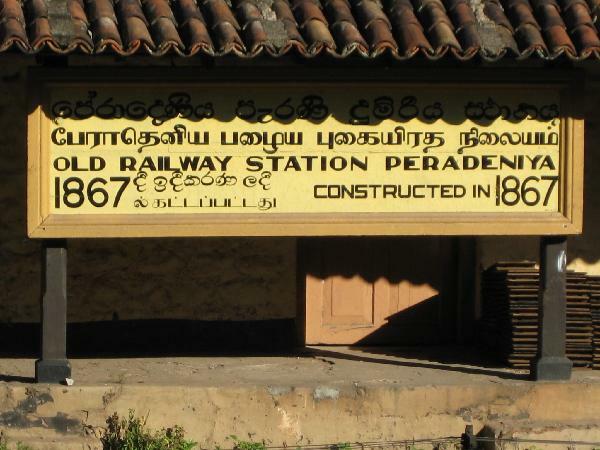 පේරාදෙණිය පැරණි දුම්රිය ස්ථානය
பேராதெனிய பழைய புகையிரத நிலையம்
OLD RAILWAY STATION PERADENIYA
1867 දී ඉදිකරණ ලදී
ல் கட்டப்பட்டது
CONSTRUCTED IN 1867